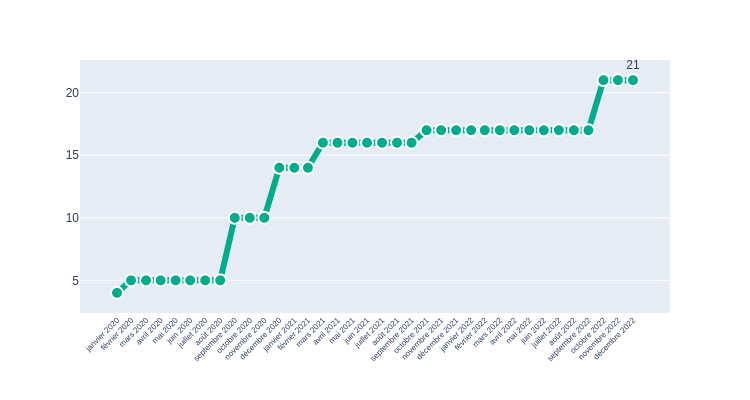 21
20
15
10
5
janvier 2020
février 2020
mars 2020
avril 2020
mai 2020
juin 2020
juillet 2020
août 2020
septembre 2020
octobre 2020
novembre 2020
décembre 2020
janvier 2021
février 2021
mars 2021
avril 2021
mai 2021
juin 2021
juillet 2021
août 2021
septembre 2021
octobre 2021
novembre 2021
décembre 2021
janvier 2022
février 2022
mars 2022
avril 2022
mai 2022
juin 2022
juillet 2022
août 2022
septembre 2022
octobre 2022
novembre 2022
décembre 2022